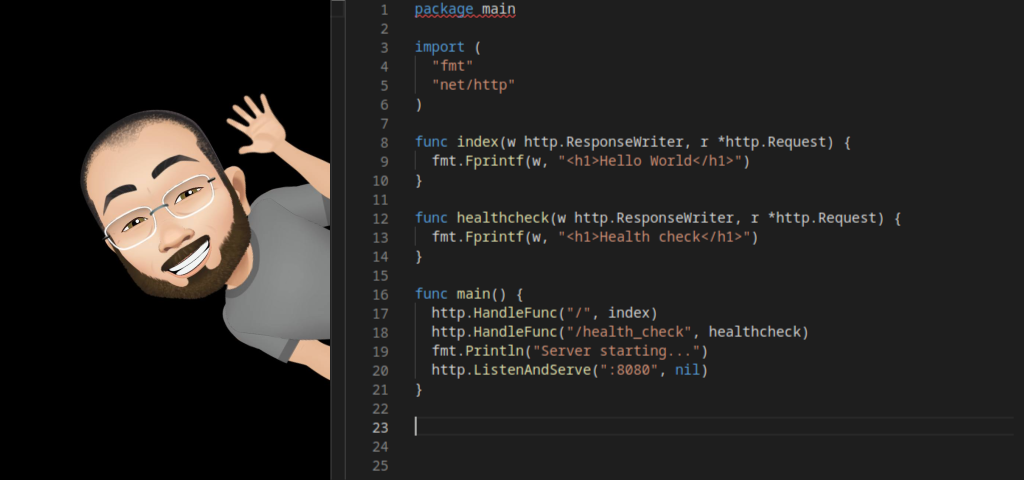 1 package main
2
3 import (
4   "fmt"
5   "net/http"
6 )
7
8 func index(w http.ResponseWriter, r *http.Request) {
9   fmt.Fprintf(w, "<h1>Hello World</h1>")
10 }
11
12 func healthcheck(w http.ResponseWriter, r *http.Request) {
13   fmt.Fprintf(w, "<h1>Health check</h1>")
14 }
15
16 func main() {
17   http.HandleFunc("/", index)
18   http.HandleFunc("/health_check", healthcheck)
19   fmt.Println("Server starting...")
20   http.ListenAndServe(":8080", nil)
21 }
22
23
24
25